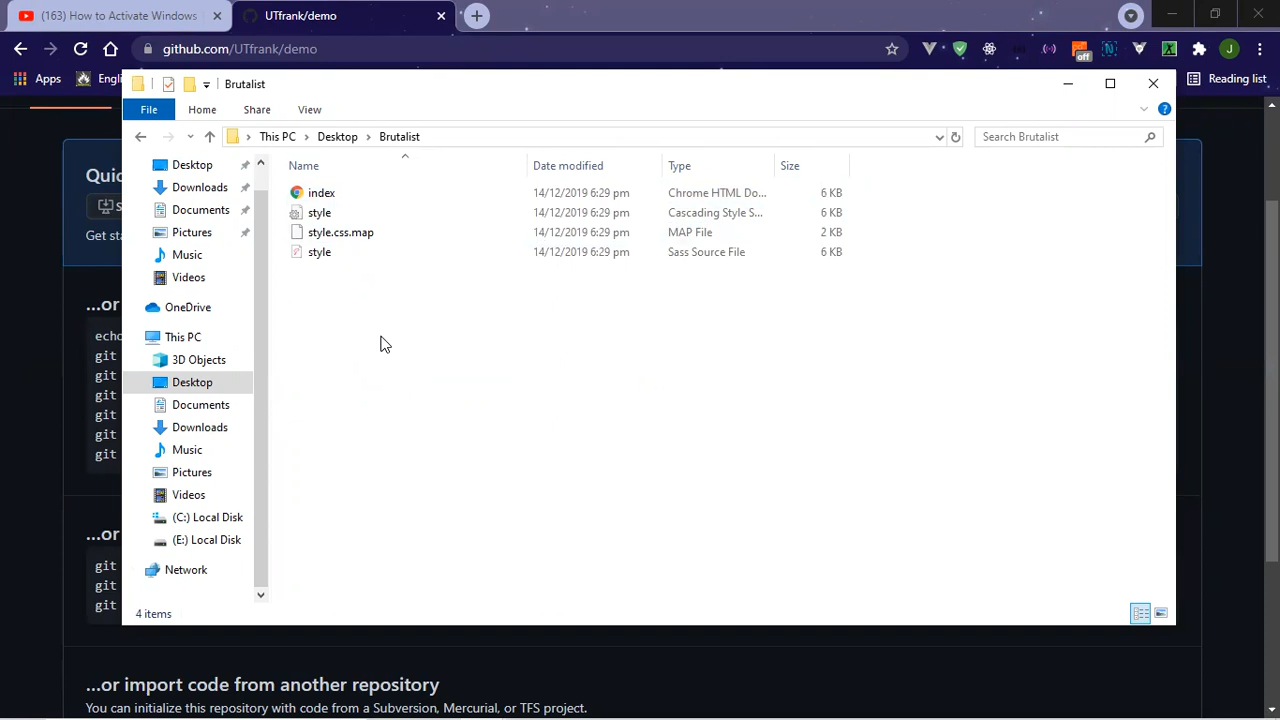 (163) How to Activate Windows
UTfrank/demo
github.com/UTfrank/demo
off
J
Apps
Engli
Reading list
Brutalist
File
Home
Share
View
This PC
Desktop
Brutalist
Search Brutalist
Name
Date modified
Type
Size
index
14/12/2019 6:29 pm
Chrome HTML Do...
6 KB
style
14/12/2019 6:29 pm
Cascading Style S...
6 KB
style.css.map
14/12/2019 6:29 pm
MAP File
2 KB
style
14/12/2019 6:29 pm
Sass Source File
6 KB
Desktop
Downloads
Documents
Pictures
Music
Videos
OneDrive
This PC
3D Objects
Desktop
Documents
Downloads
Music
Pictures
Videos
(C:) Local Disk
(E:) Local Disk
Network
4 items
Quic
S
Get sta
...or
echo
git
git
git
git
git
git
...or
git
git
git
...or import code from another repository
You can initialize this repository with code from a Subversion, Mercurial, or TFS project.